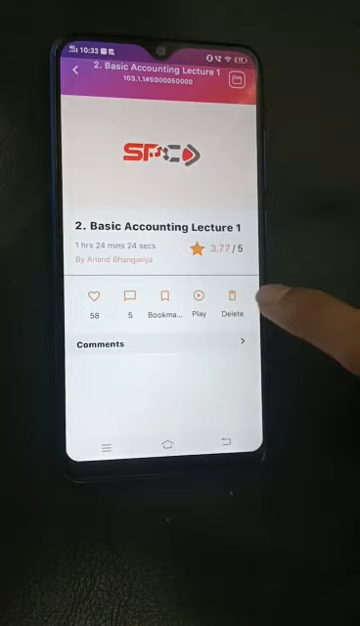 10:33
2. Basic Accounting Lecture 1
103.1.1#5000050000
SPC
2. Basic Accounting Lecture 1
1 hrs 24 mins 24 secs
3.77 / 5
By Anand Bhangariya
58
5
Bookma...
Play
Delete
Comments